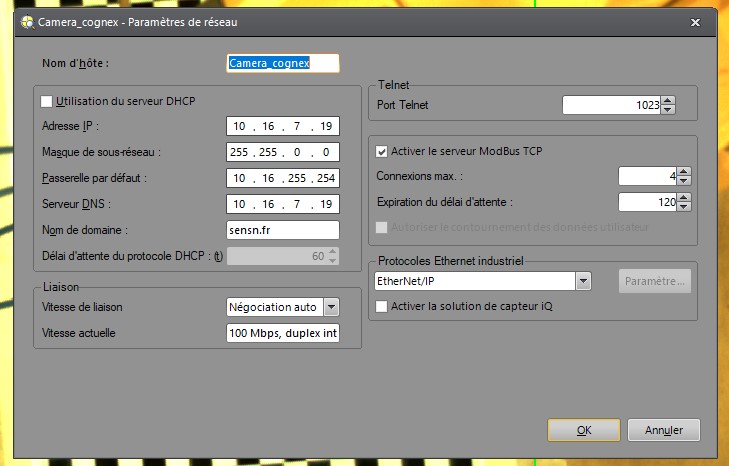 Camera_cognex - Paramètres de réseau
Nom d'hôte : Camera_cognex
Utilisation du serveur DHCP
Adresse IP : 10 . 16 . 7 . 19
Masque de sous-réseau : 255 . 255 . 0 . 0
Passerelle par défaut : 10 . 16 . 255 . 254
Serveur DNS : 10 . 16 . 7 . 19
Nom de domaine : sensn.fr
Délai d'attente du protocole DHCP : (t) 60
Liaison
Vitesse de liaison Négociation auto
Vitesse actuelle 100 Mbps, duplex int
Telnet
Port Telnet 1023
Activer le serveur ModBus TCP
Connexions max. : 4
Expiration du délai d'attente : 120
Autoriser le contournement des données utilisateur
Protocoles Ethernet industriel
EtherNet/IP Paramètre...
Activer la solution de capteur iQ
OK Annuler